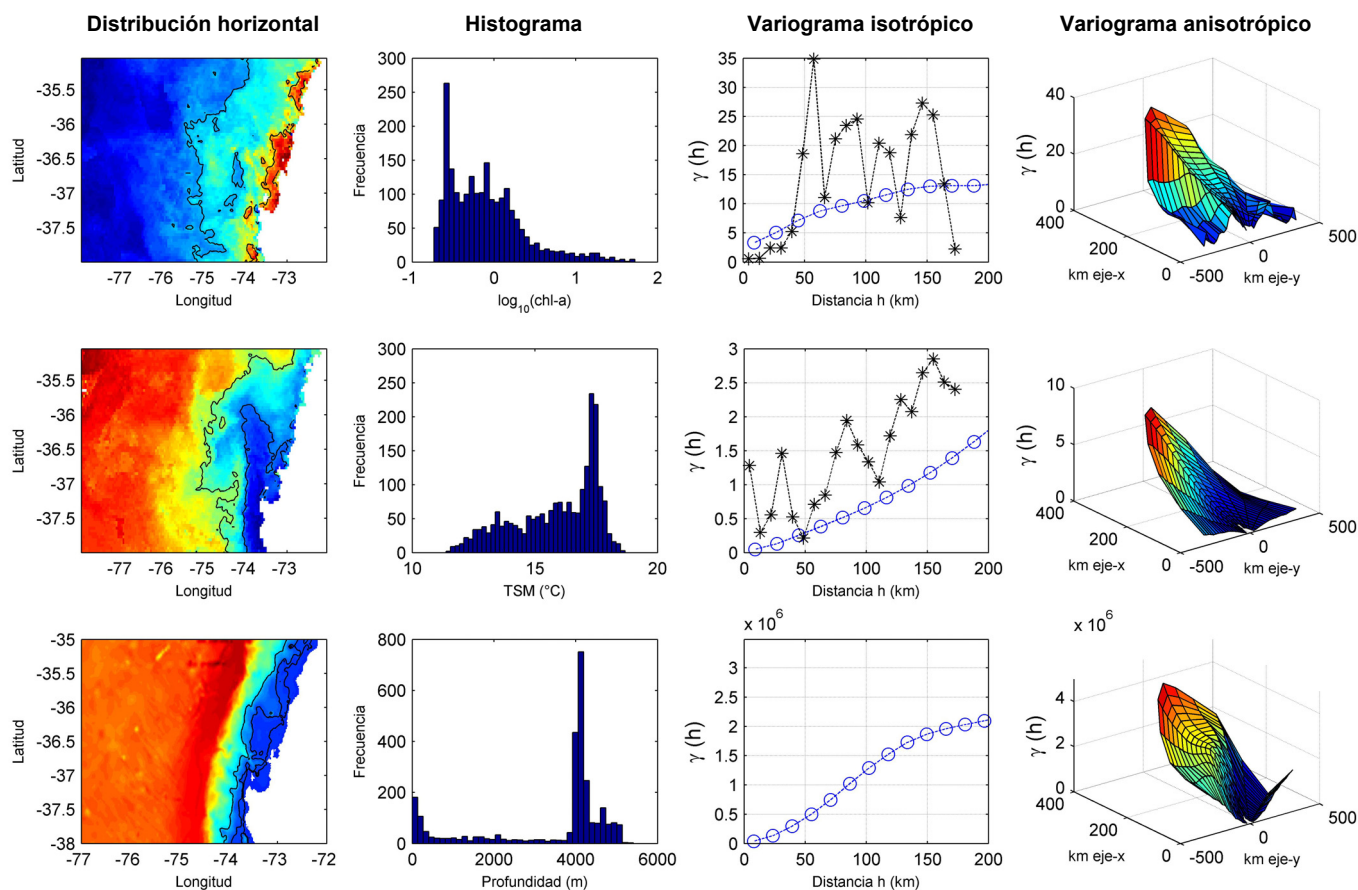 Distribución horizontal
Histograma
Variograma isotrópico
Variograma anisotrópico
-35.5
-36
-36.5
-37
-37.5
Latitud
-77 -76 -75 -74 -73
Longitud
300
250
200
150
100
50
0
Frecuencia
-1 0 1 2
log10(chl-a)
35
30
25
20
15
10
5
0
γ (h)
0 50 100 150 200
Distancia h (km)
40
20
0
γ (h)
400
200
0
km eje-x
-500 0 500
km eje-y
-35.5
-36
-36.5
-37
-37.5
Latitud
-77 -76 -75 -74 -73
Longitud
300
250
200
150
100
50
0
Frecuencia
10 15 20
TSM (°C)
3
2.5
2
1.5
1
0.5
0
γ (h)
0 50 100 150 200
Distancia h (km)
10
5
0
γ (h)
400
200
0
km eje-x
-500 0 500
km eje-y
-35
-35.5
-36
-36.5
-37
-37.5
-38
Latitud
-77 -76 -75 -74 -73 -72
Longitud
800
600
400
200
0
Frecuencia
0 2000 4000 6000
Profundidad (m)
x 10^6
3
2.5
2
1.5
1
0.5
0
γ (h)
0 50 100 150 200
Distancia h (km)
x 10^6
4
2
0
γ (h)
400
200
0
km eje-x
-500 0 500
km eje-y